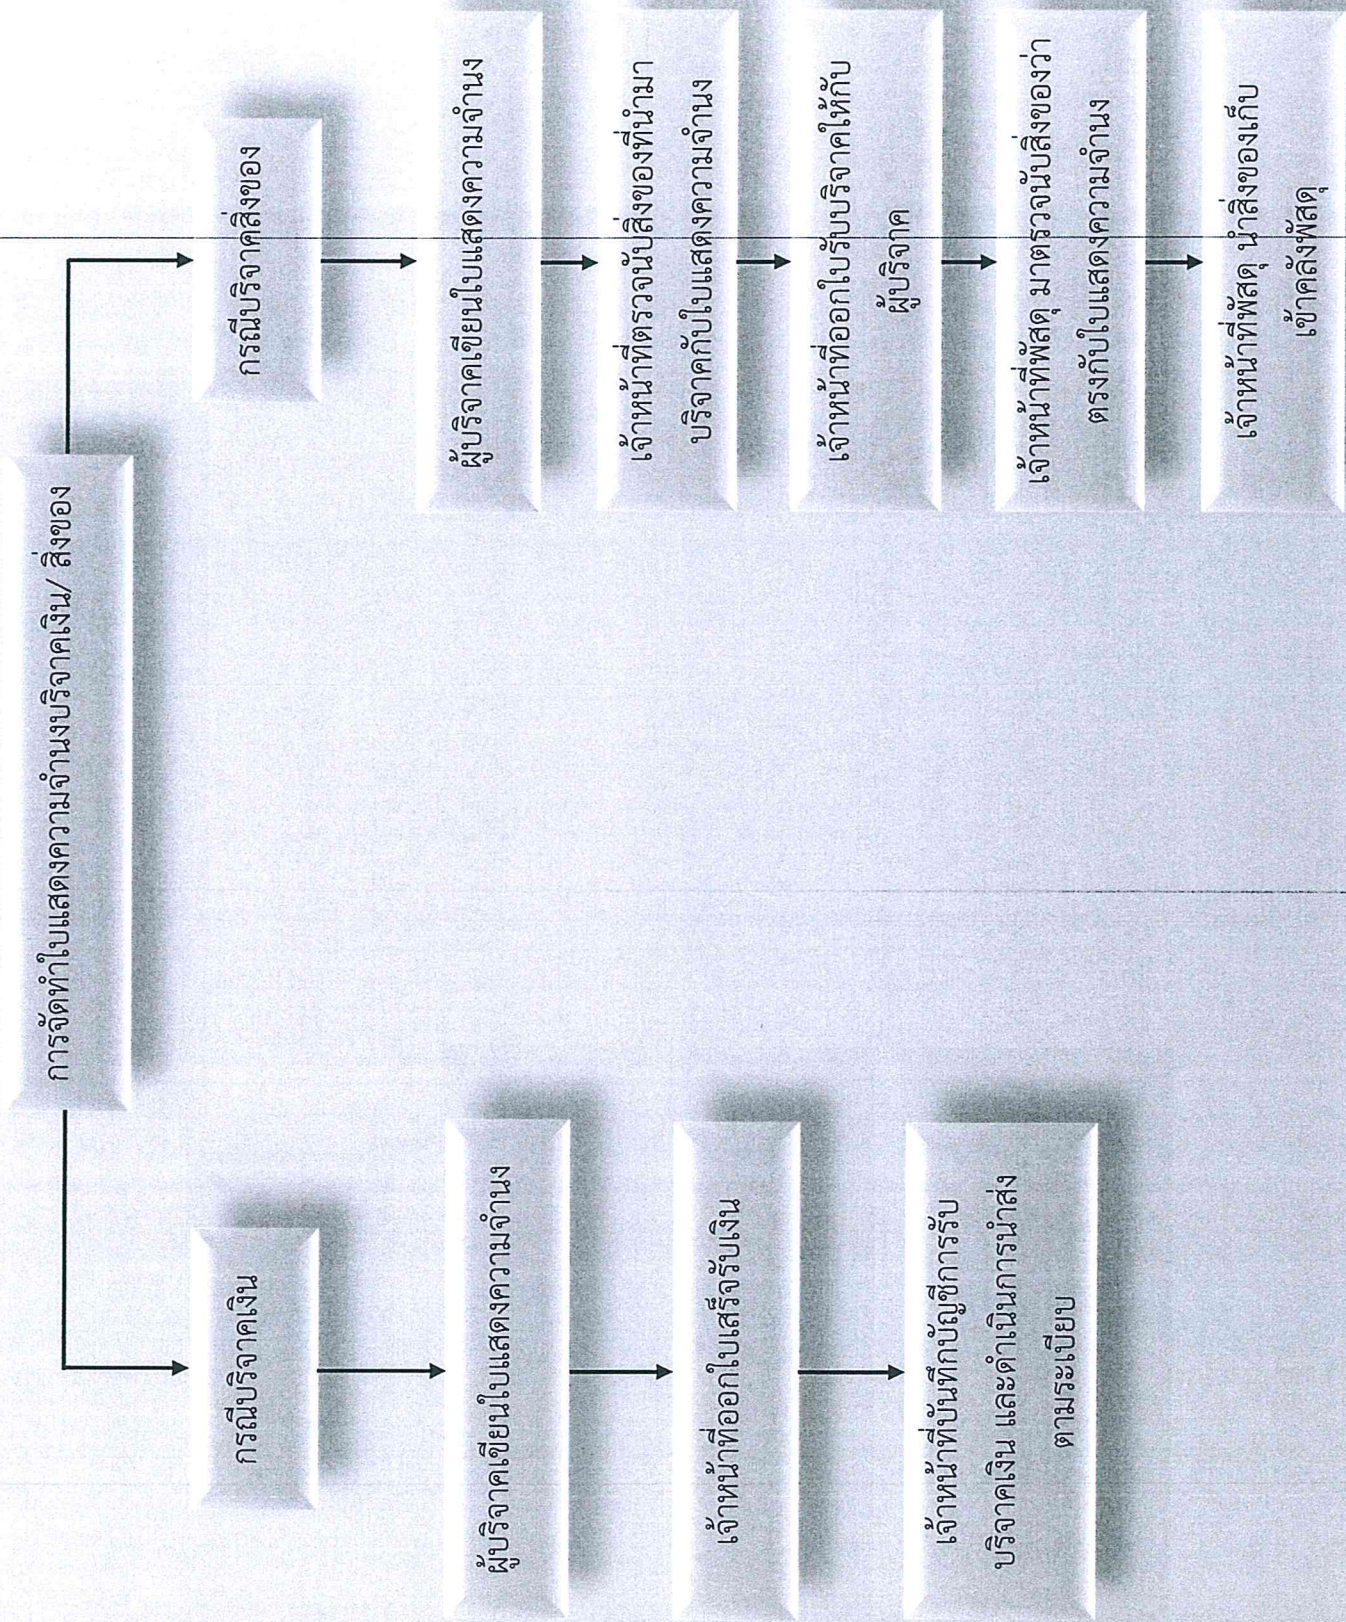 การจัดทำใบแสดงความจำนงบริจาคเงิน/ สิ่งของ
กรณีบริจาคเงิน
ผู้บริจาคเขียนใบแสดงความจำนง
เจ้าหน้าที่ออกใบเสร็จรับเงิน
เจ้าหน้าที่บันทึกบัญชีการรับ
บริจาคเงิน และดำเนินการนำส่ง
ตามระเบียบ
กรณีบริจาคสิ่งของ
ผู้บริจาคเขียนใบแสดงความจำนง
เจ้าหน้าที่ตรวจนับสิ่งของที่นำมา
บริจาคกับใบแสดงความจำนง
เจ้าหน้าที่ออกใบรับบริจาคให้กับ
ผู้บริจาค
เจ้าหน้าที่พัสดุ มาตรวจนับสิ่งของว่า
ตรงกับใบแสดงความจำนง
เจ้าหน้าที่พัสดุ นำสิ่งของเก็บ
เข้าคลังพัสดุ